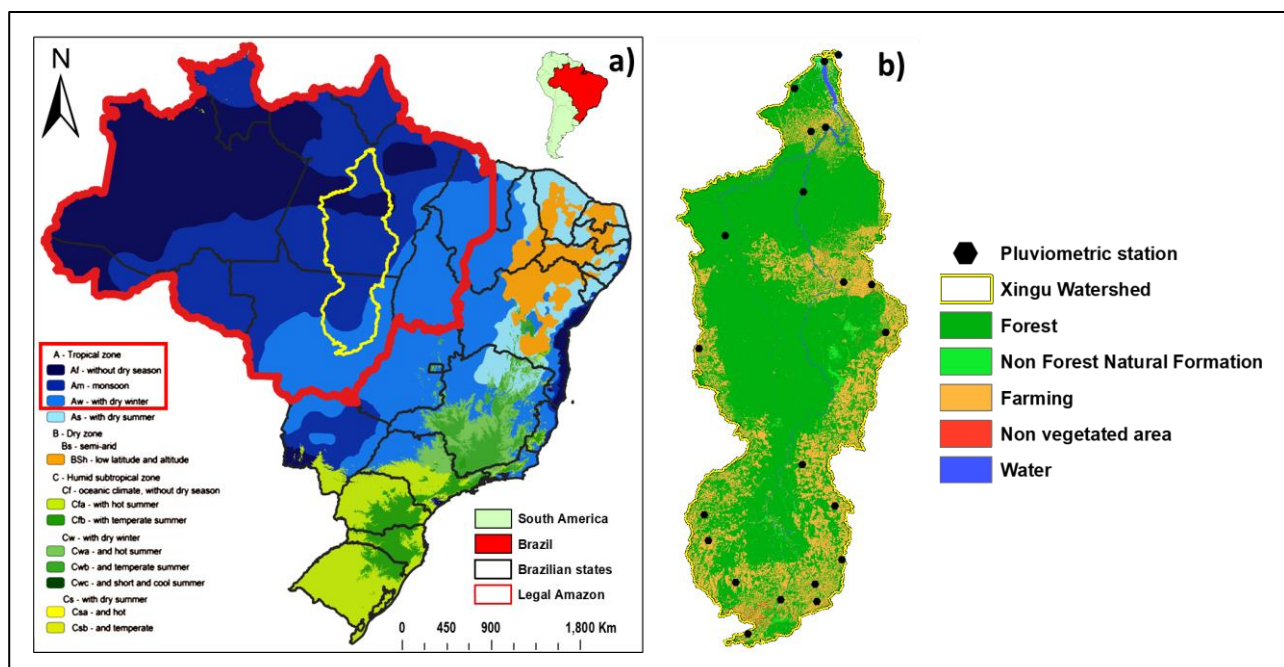 N
a)
A - Tropical zone
Af - without dry season
Am - monsoon
Aw - with dry winter
As - with dry summer
B - Dry zone
Bs - semi-arid
BSh - low latitude and altitude
C - Humid subtropical zone
Cf - oceanic climate, without dry season
Cfa - with hot summer
Cfb - with temperate summer
Cw - with dry winter
Cwa - and hot summer
Cwb - and temperate summer
Cwc - and short and cool summer
Cs - with dry summer
Csa - and hot
Csb - and temperate
South America
Brazil
Brazilian states
Legal Amazon
0 450 900 1,800 Km
b)
Pluviometric station
Xingu Watershed
Forest
Non Forest Natural Formation
Farming
Non vegetated area
Water